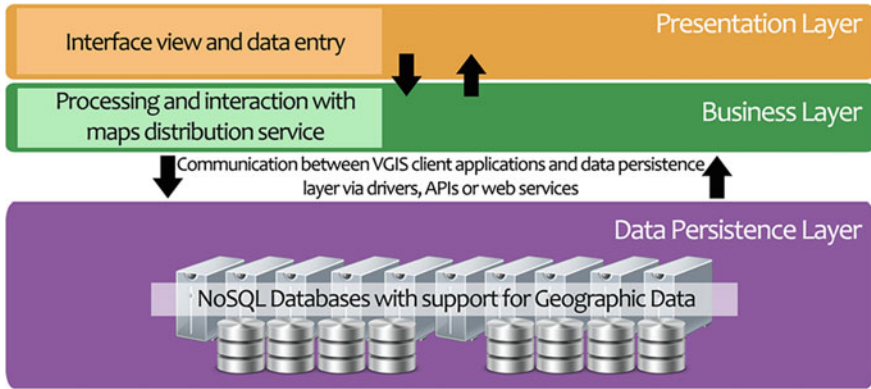 Interface view and data entry
Presentation Layer
Processing and interaction with
maps distribution service
Business Layer
Communication between VGIS client applications and data persistence
layer via drivers, APIs or web services
Data Persistence Layer
NoSQL Databases with support for Geographic Data